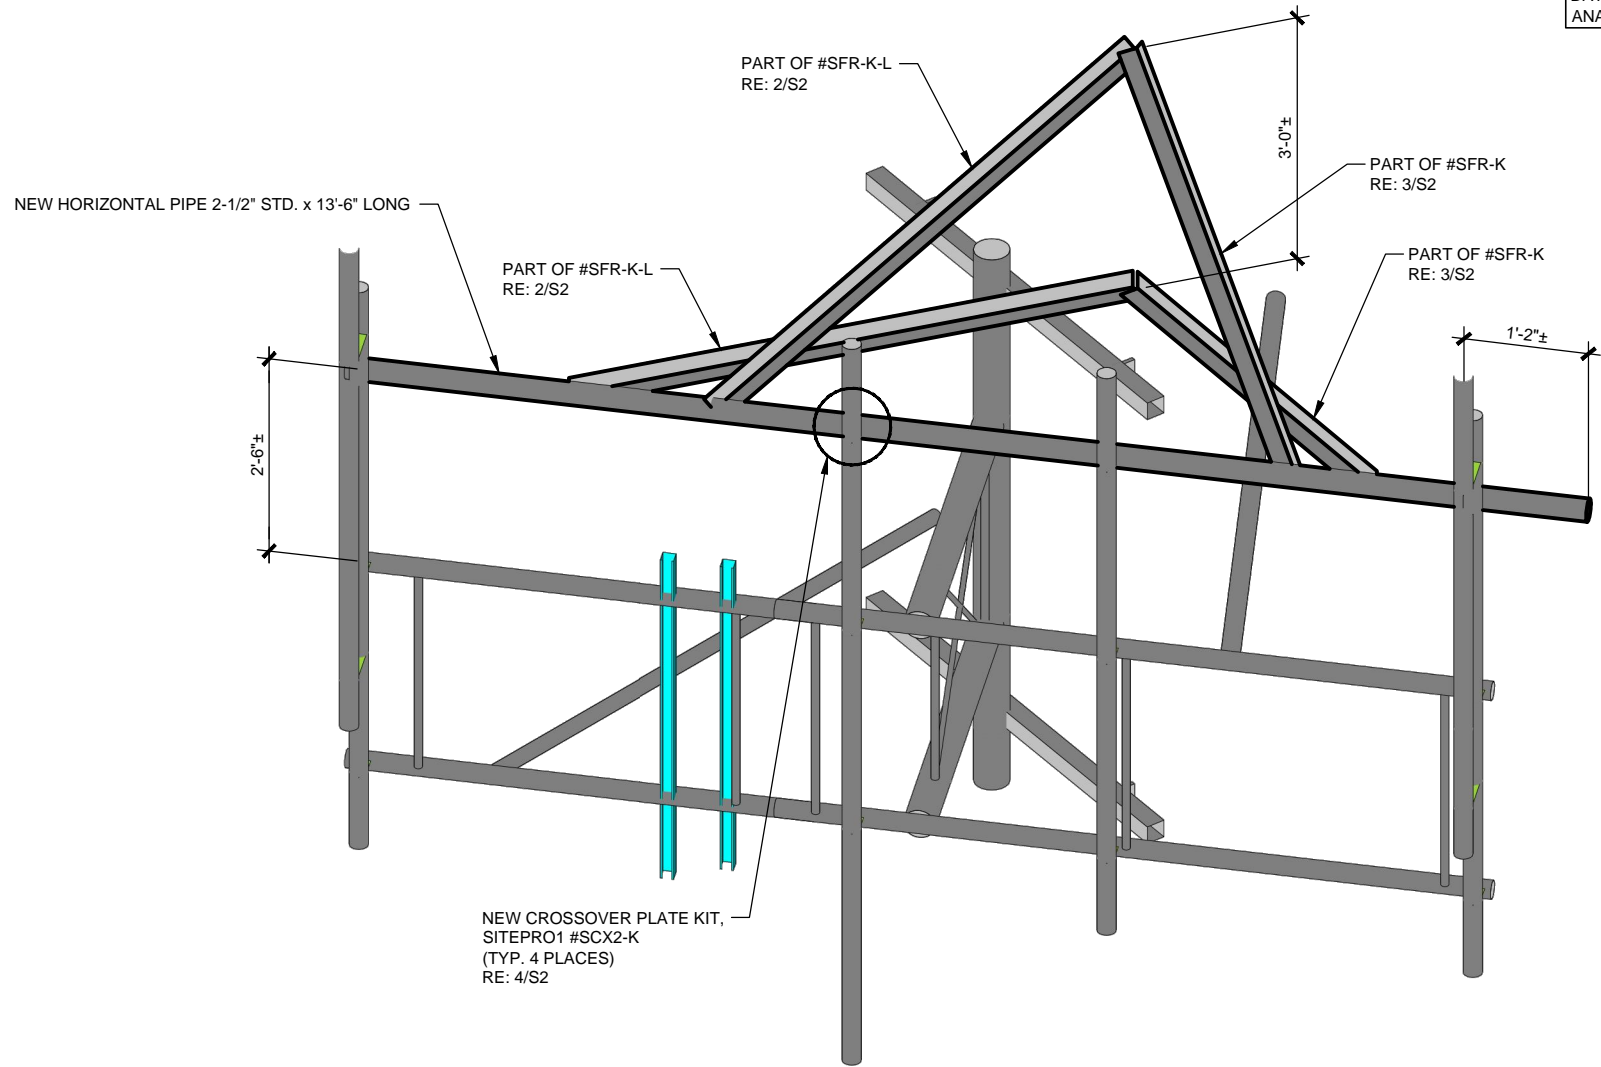 ANA
PART OF #SFR-K-L
RE: 2/S2
3'-0"±
PART OF #SFR-K
RE: 3/S2
NEW HORIZONTAL PIPE 2-1/2" STD. x 13'-6" LONG
PART OF #SFR-K-L
RE: 2/S2
PART OF #SFR-K
RE: 3/S2
1'-2"±
2'-6"±
NEW CROSSOVER PLATE KIT,
SITEPRO1 #SCX2-K
(TYP. 4 PLACES)
RE: 4/S2